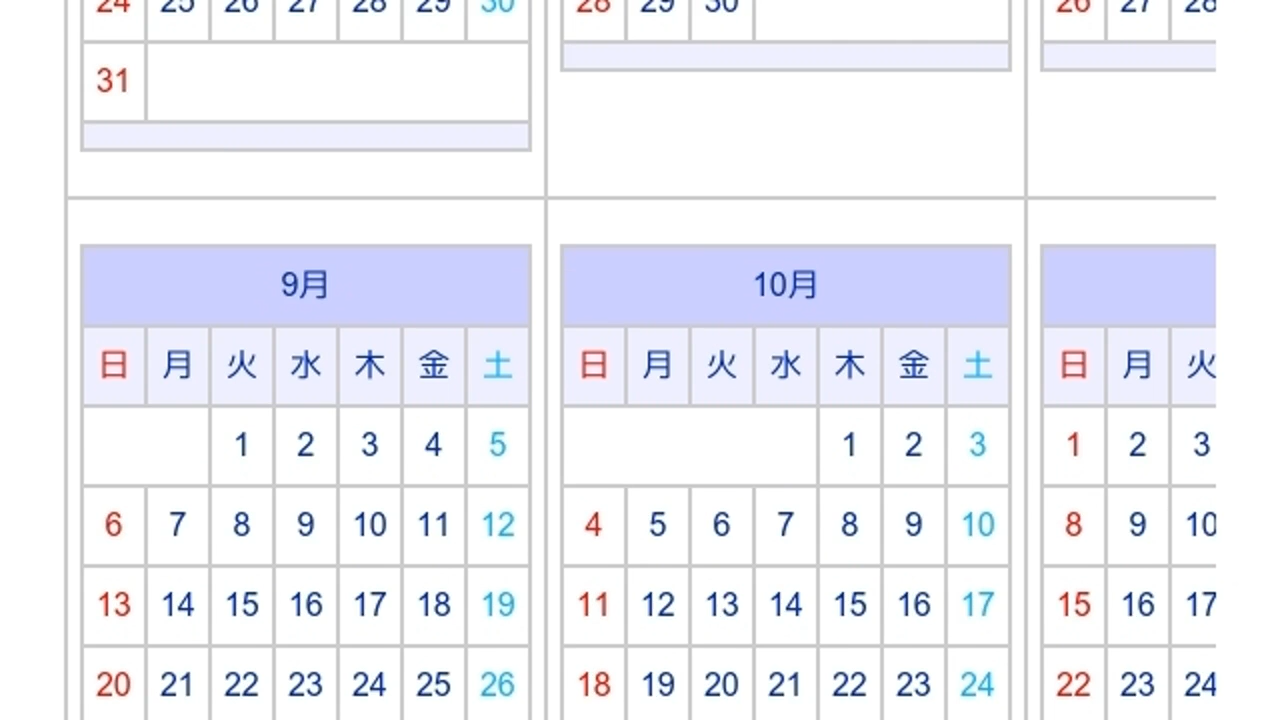 24 25 26 27 28 29 30
31
28 29 30
26 27 28
9月
日 月 火 水 木 金 土
1 2 3 4 5
6 7 8 9 10 11 12
13 14 15 16 17 18 19
20 21 22 23 24 25 26
10月
日 月 火 水 木 金 土
1 2 3
4 5 6 7 8 9 10
11 12 13 14 15 16 17
18 19 20 21 22 23 24
日 月 火
1 2 3
8 9 10
15 16 17
22 23 24